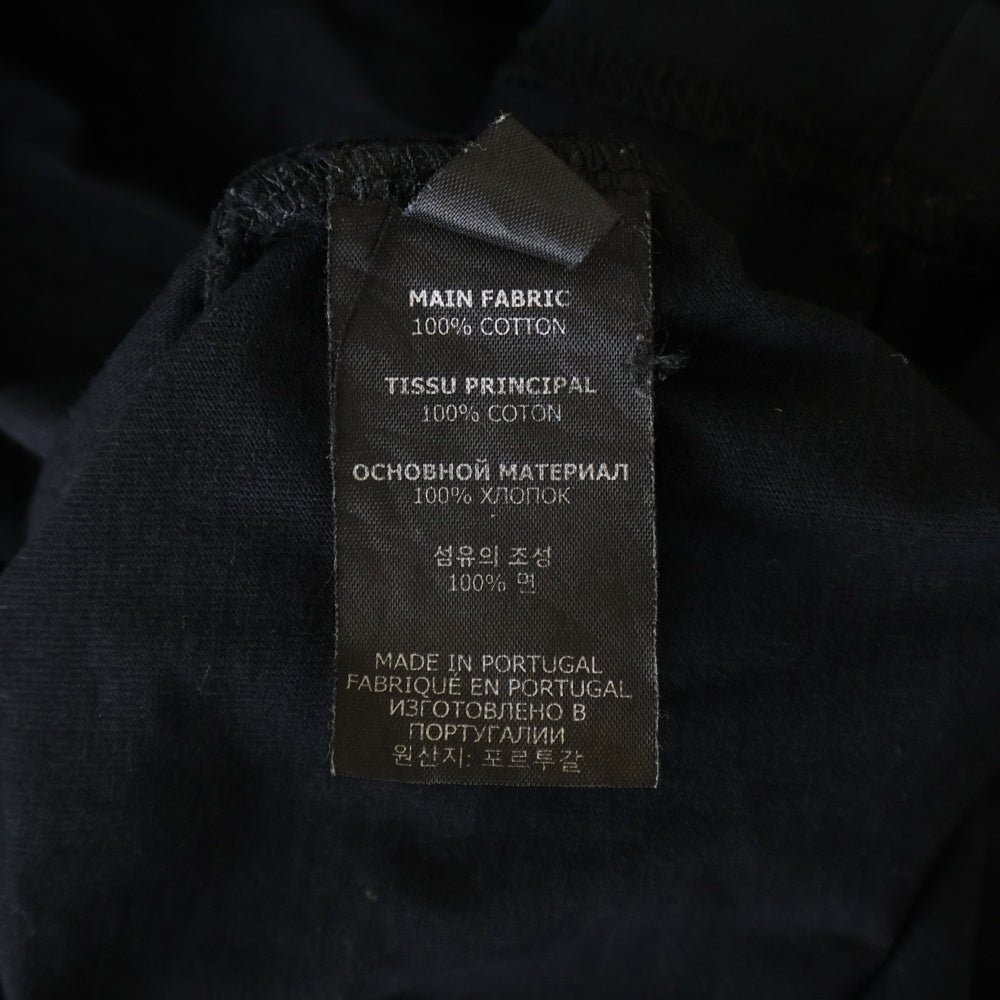 MAIN FABRIC
100% COTTON
TISSU PRINCIPAL
100% COTON
ОСНОВНОЙ МАТЕРИАЛ
100% ХЛОПОК
섬유의 조성
100% 면
MADE IN PORTUGAL
FABRIQUÉ EN PORTUGAL
ИЗГОТОВЛЕНО В
ПОРТУГАЛИИ
원산지: 포르투갈